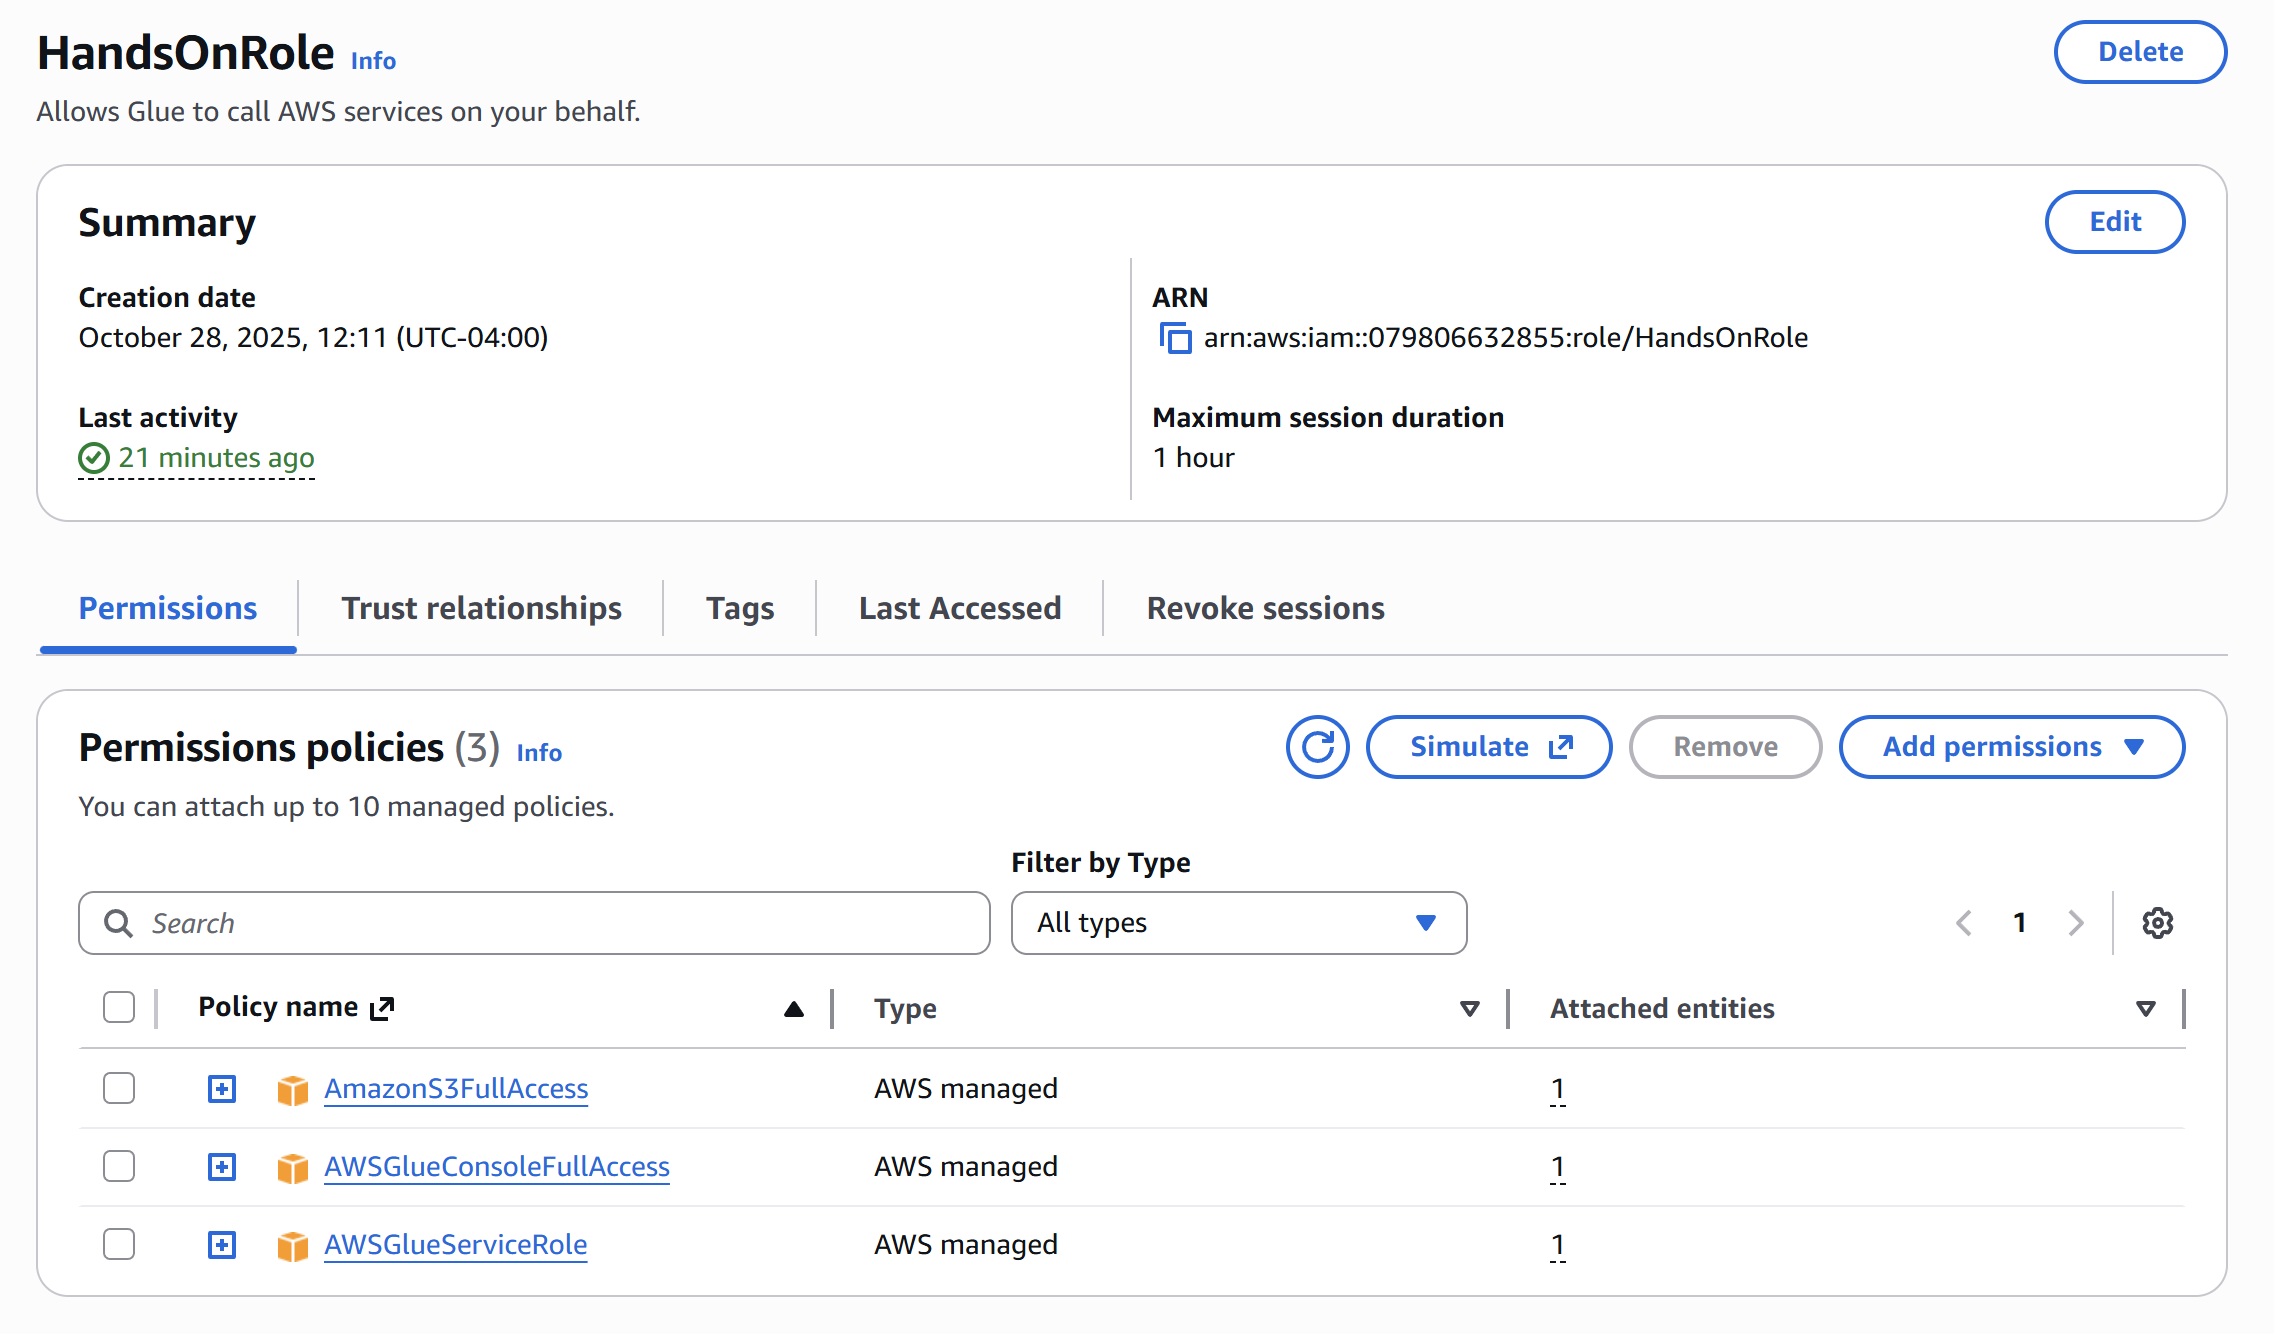 HandsOnRole Info
Delete
Allows Glue to call AWS services on your behalf.
Summary
Edit
Creation date
October 28, 2025, 12:11 (UTC-04:00)
ARN
arn:aws:iam::079806632855:role/HandsOnRole
Last activity
21 minutes ago
Maximum session duration
1 hour
Permissions
Trust relationships
Tags
Last Accessed
Revoke sessions
Permissions policies (3) Info
Simulate
Remove
Add permissions
You can attach up to 10 managed policies.
Filter by Type
Search
All types
1
Policy name
Type
Attached entities
AmazonS3FullAccess
AWS managed
1
AWSGlueConsoleFullAccess
AWS managed
1
AWSGlueServiceRole
AWS managed
1